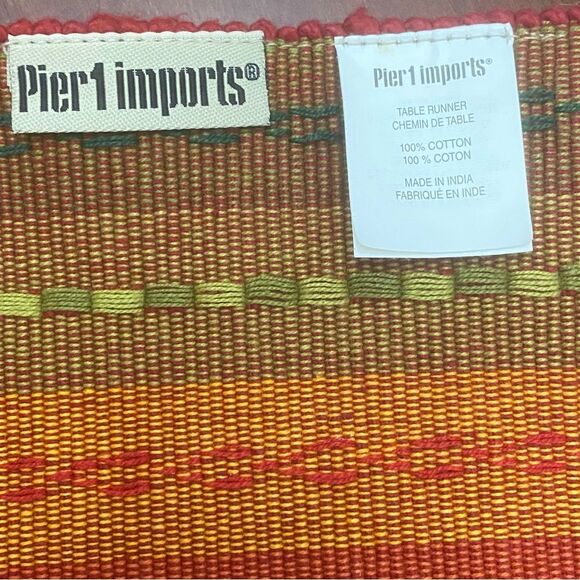 Pier1 imports®
Pier1 imports®
TABLE RUNNER
CHEMIN DE TABLE
100% COTTON
100 % COTON
MADE IN INDIA
FABRIQUÉ EN INDE